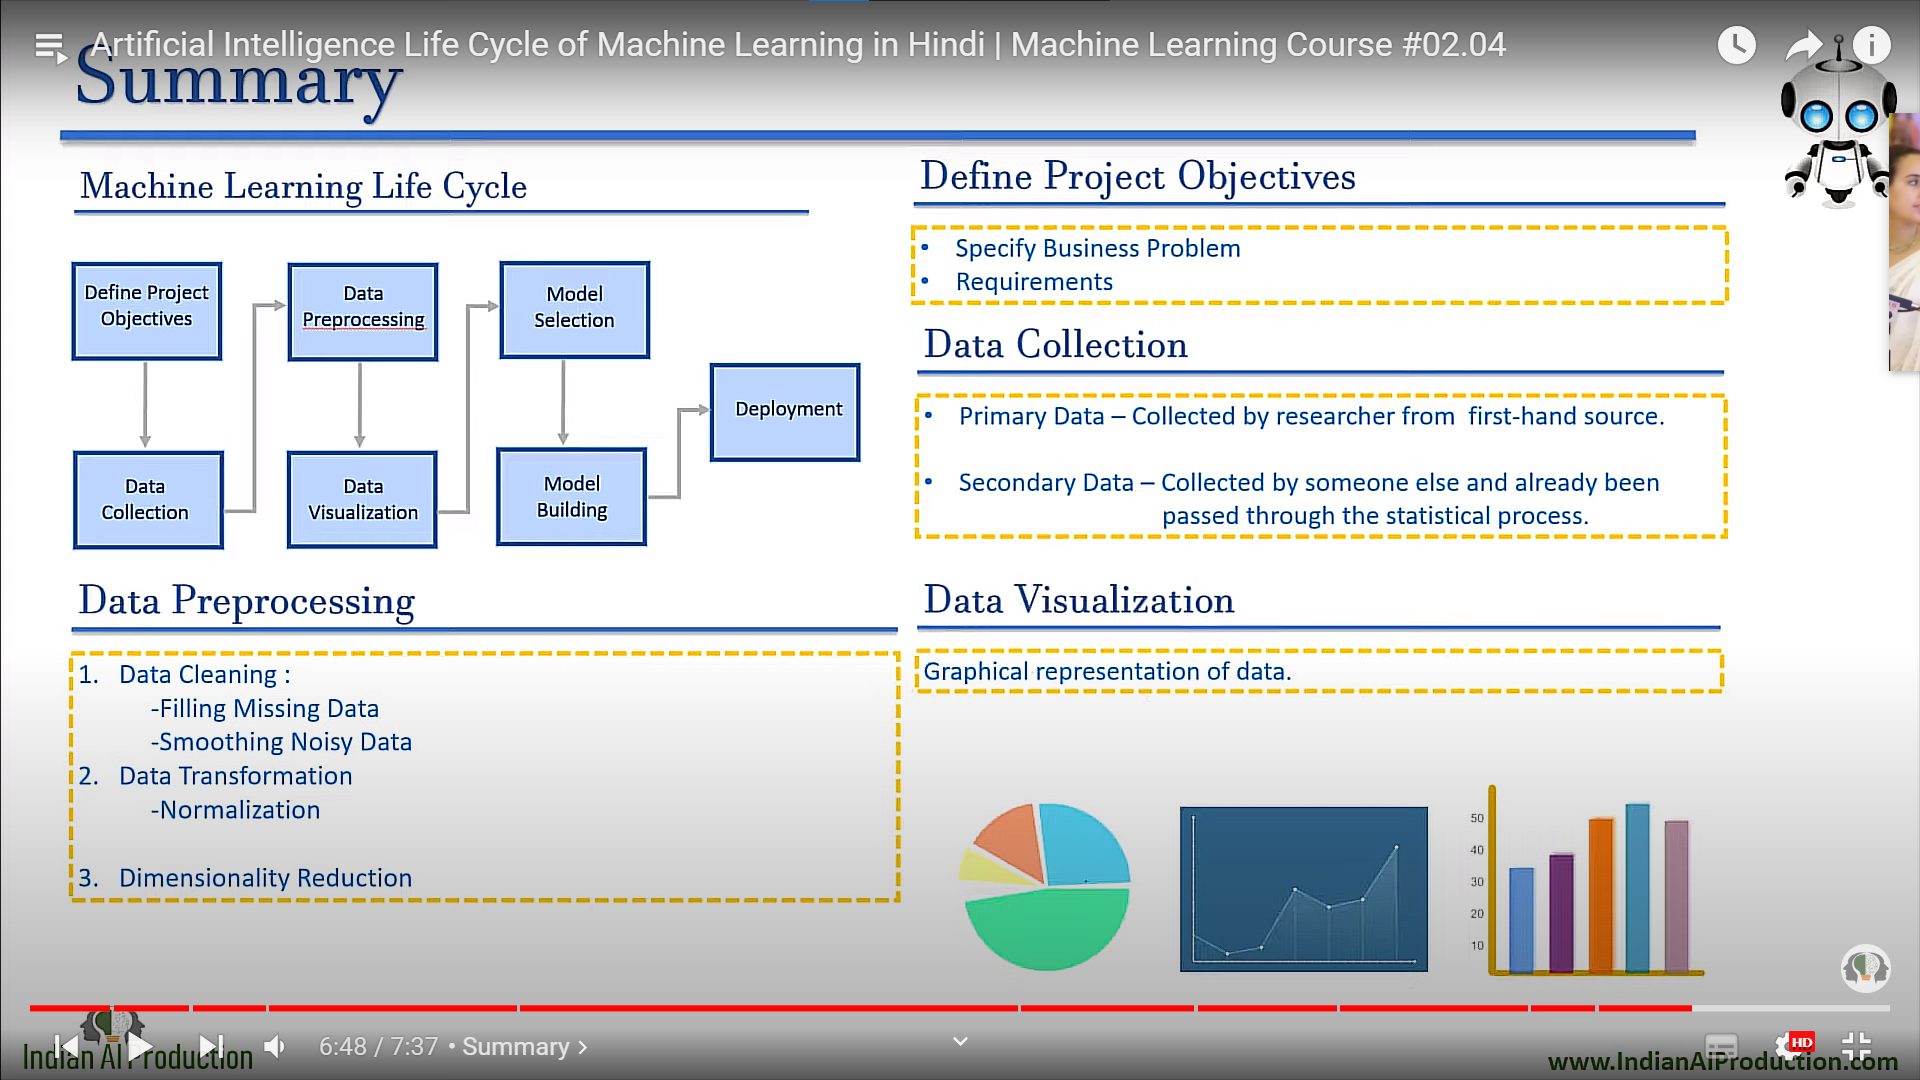 Artificial Intelligence Life Cycle of Machine Learning in Hindi | Machine Learning Course #02.04
Summary
Machine Learning Life Cycle
Define Project
Objectives
Data
Preprocessing
Model
Selection
Deployment
Data
Collection
Data
Visualization
Model
Building
Define Project Objectives
• Specify Business Problem
• Requirements
Data Collection
• Primary Data – Collected by researcher from first-hand source.
• Secondary Data – Collected by someone else and already been
passed through the statistical process.
Data Preprocessing
1. Data Cleaning :
-Filling Missing Data
-Smoothing Noisy Data
2. Data Transformation
-Normalization
3. Dimensionality Reduction
Data Visualization
Graphical representation of data.
50
40
30
20
10
6:48 / 7:37 • Summary
HD
Indian AI Production
www.IndianAIProduction.com